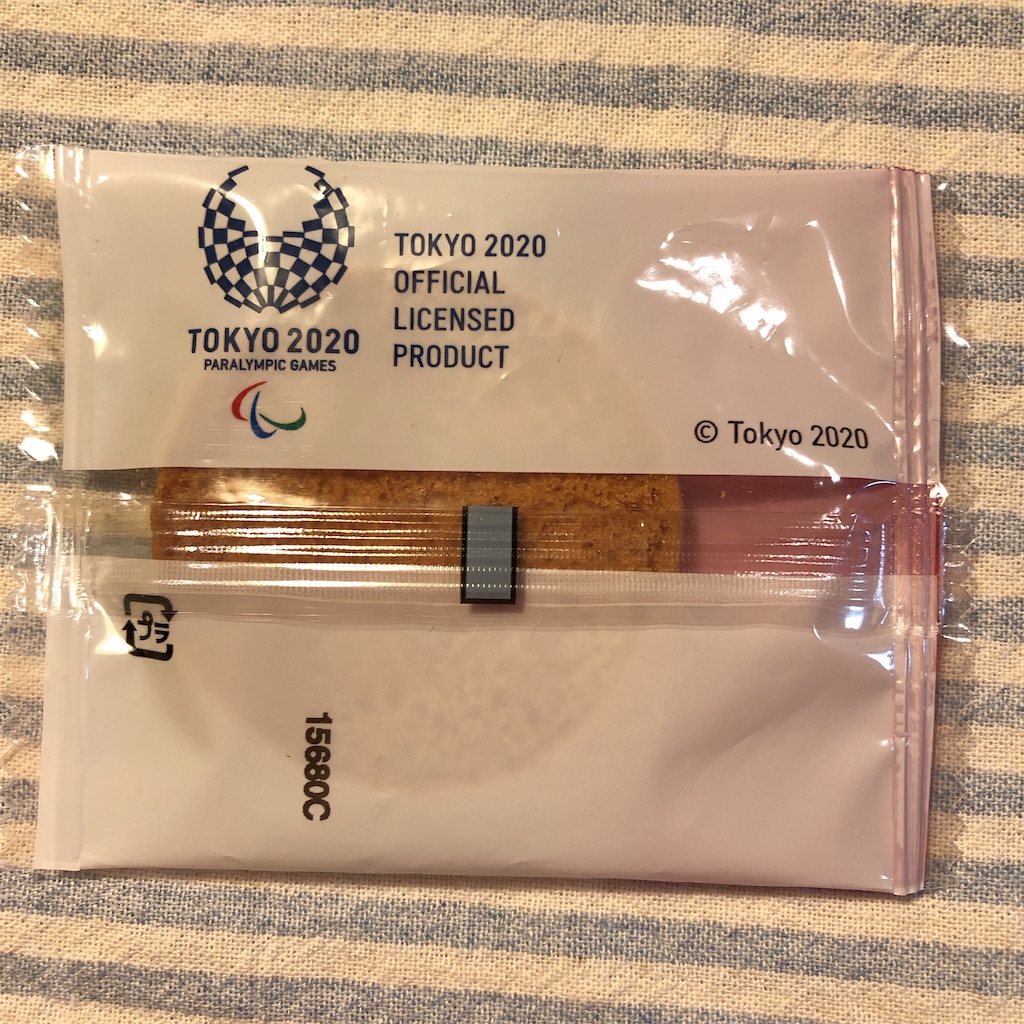 TOKYO 2020
PARALYMPIC GAMES
TOKYO 2020
OFFICIAL
LICENSED
PRODUCT
© Tokyo 2020
プラ
15680C